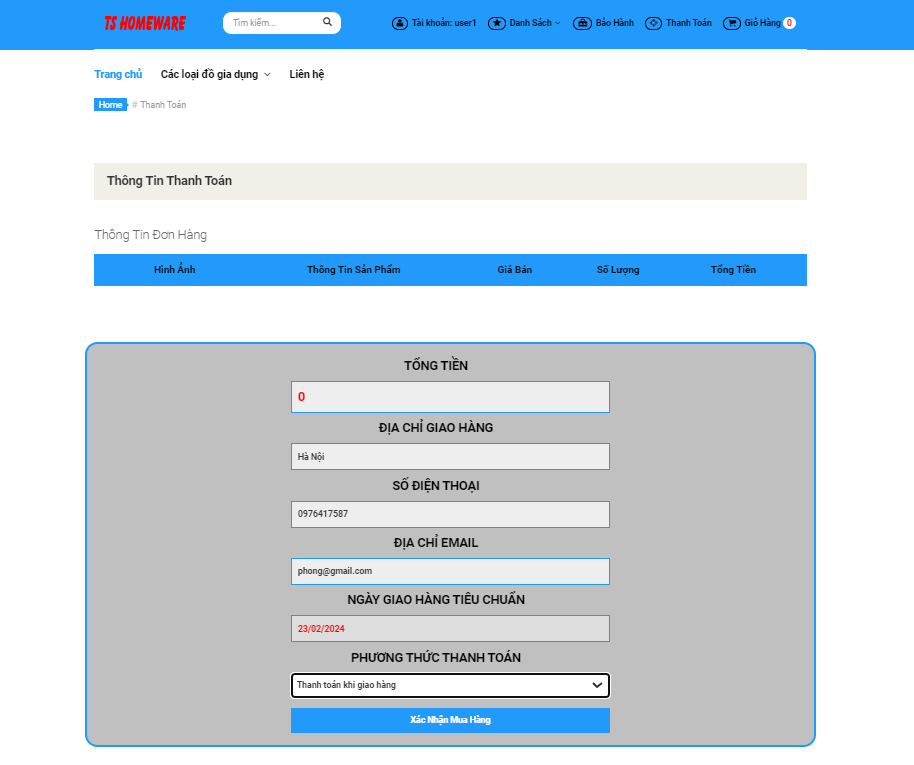 TS HOMEWARE Tìm kiếm... Tài khoản: user1 Danh Sách Bảo Hành Thanh Toán Giỏ Hàng 0
Trang chủ Các loại đồ gia dụng Liên hệ
Home # Thanh Toán
Thông Tin Thanh Toán
Thông Tin Đơn Hàng
Hình Ảnh Thông Tin Sản Phẩm Giá Bán Số Lượng Tổng Tiền
TỔNG TIỀN
0
ĐỊA CHỈ GIAO HÀNG
Hà Nội
SỐ ĐIỆN THOẠI
0976417587
ĐỊA CHỈ EMAIL
phong@gmail.com
NGÀY GIAO HÀNG TIÊU CHUẨN
23/02/2024
PHƯƠNG THỨC THANH TOÁN
Thanh toán khi giao hàng
Xác Nhận Mua Hàng